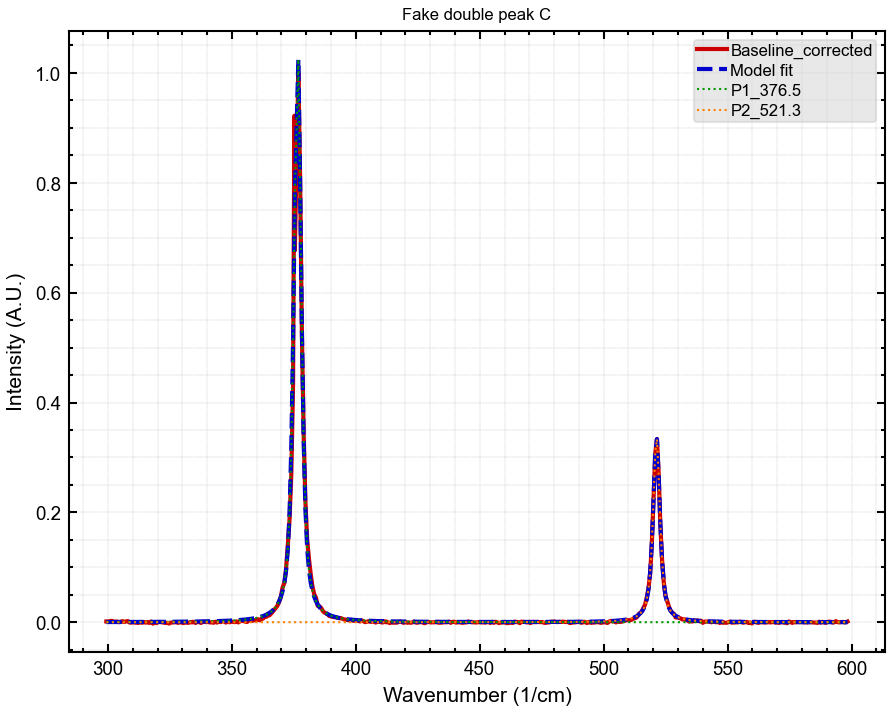 Fake double peak C
Baseline_corrected
Model fit
P1_376.5
P2_521.3
1.0
0.8
0.6
0.4
0.2
0.0
Intensity (A.U.)
300 350 400 450 500 550 600
Wavenumber (1/cm)